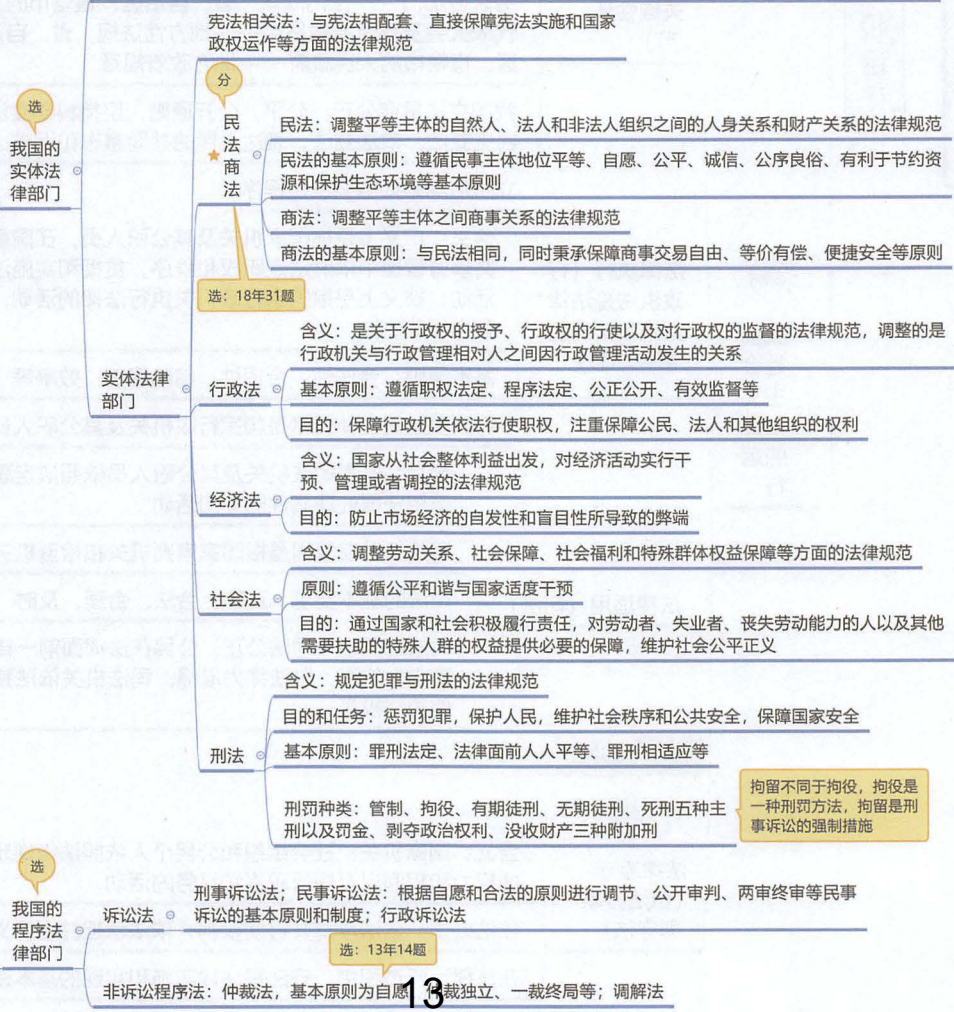 宪法相关法：与宪法相配套、直接保障宪法实施和国家
政权运作等方面的法律规范
选
我国的
实体法
律部门
分
民
法
商
法
民法：调整平等主体的自然人、法人和非法人组织之间的人身关系和财产关系的法律规范
民法的基本原则：遵循民事主体地位平等、自愿、公平、诚信、公序良俗、有利于节约资
源和保护生态环境等基本原则
商法：调整平等主体之间商事关系的法律规范
商法的基本原则：与民法相同，同时秉承保障商事交易自由、等价有偿、便捷安全等原则
选：18年31题
实体法律
部门
行政法
含义：是关于行政权的授予、行政权的行使以及对行政权的监督的法律规范，调整的是
行政机关与行政管理相对人之间因行政管理活动发生的关系
基本原则：遵循职权法定、程序法定、公正公开、有效监督等
目的：保障行政机关依法行使职权，注重保障公民、法人和其他组织的权利
经济法
含义：国家从社会整体利益出发，对经济活动实行干
预、管理或者调控的法律规范
目的：防止市场经济的自发性和盲目性所导致的弊端
社会法
含义：调整劳动关系、社会保障、社会福利和特殊群体权益保障等方面的法律规范
原则：遵循公平和谐与国家适度干预
目的：通过国家和社会积极履行责任，对劳动者、失业者、丧失劳动能力的人以及其他
需要扶助的特殊人群的权益提供必要的保障，维护社会公平正义
刑法
含义：规定犯罪与刑法的法律规范
目的和任务：惩罚犯罪，保护人民，维护社会秩序和公共安全，保障国家安全
基本原则：罪刑法定、法律面前人人平等、罪刑相适应等
刑罚种类：管制、拘役、有期徒刑、无期徒刑、死刑五种主
刑以及罚金、剥夺政治权利、没收财产三种附加刑
拘留不同于拘役，拘役是
一种刑罚方法，拘留是刑
事诉讼的强制措施
选
我国的
程序法
律部门
诉讼法
刑事诉讼法；民事诉讼法：根据自愿和合法的原则进行调节、公开审判、两审终审等民事
诉讼的基本原则和制度；行政诉讼法
选：13年14题
非诉讼程序法：仲裁法，基本原则为自愿、仲裁独立、一裁终局等；调解法
13